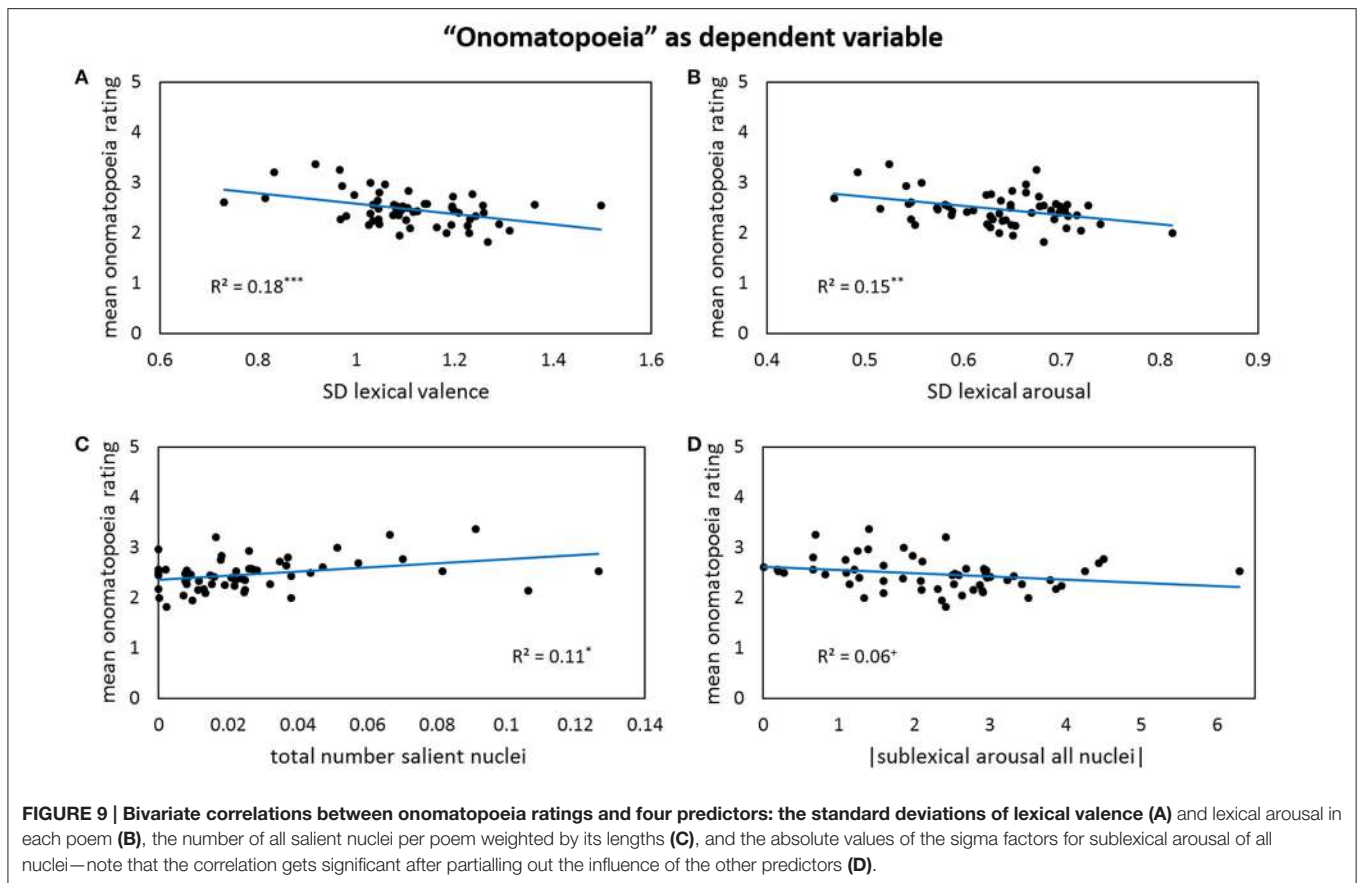 "Onomatopoeia" as dependent variable
A
mean onomatopoeia rating
5
4
3
2
1
0
R² = 0.18***
0.6 0.8 1 1.2 1.4 1.6
SD lexical valence
B
mean onomatopoeia rating
5
4
3
2
1
0
R² = 0.15**
0.4 0.5 0.6 0.7 0.8 0.9
SD lexical arousal
C
mean onomatopoeia rating
5
4
3
2
1
0
R² = 0.11*
0 0.02 0.04 0.06 0.08 0.1 0.12 0.14
total number salient nuclei
D
mean onomatopoeia rating
5
4
3
2
1
0
R² = 0.06⁺
0 1 2 3 4 5 6
|sublexical arousal all nuclei|
FIGURE 9 | Bivariate correlations between onomatopoeia ratings and four predictors: the standard deviations of lexical valence (A) and lexical arousal in
each poem (B), the number of all salient nuclei per poem weighted by its lengths (C), and the absolute values of the sigma factors for sublexical arousal of all
nuclei—note that the correlation gets significant after partialling out the influence of the other predictors (D).